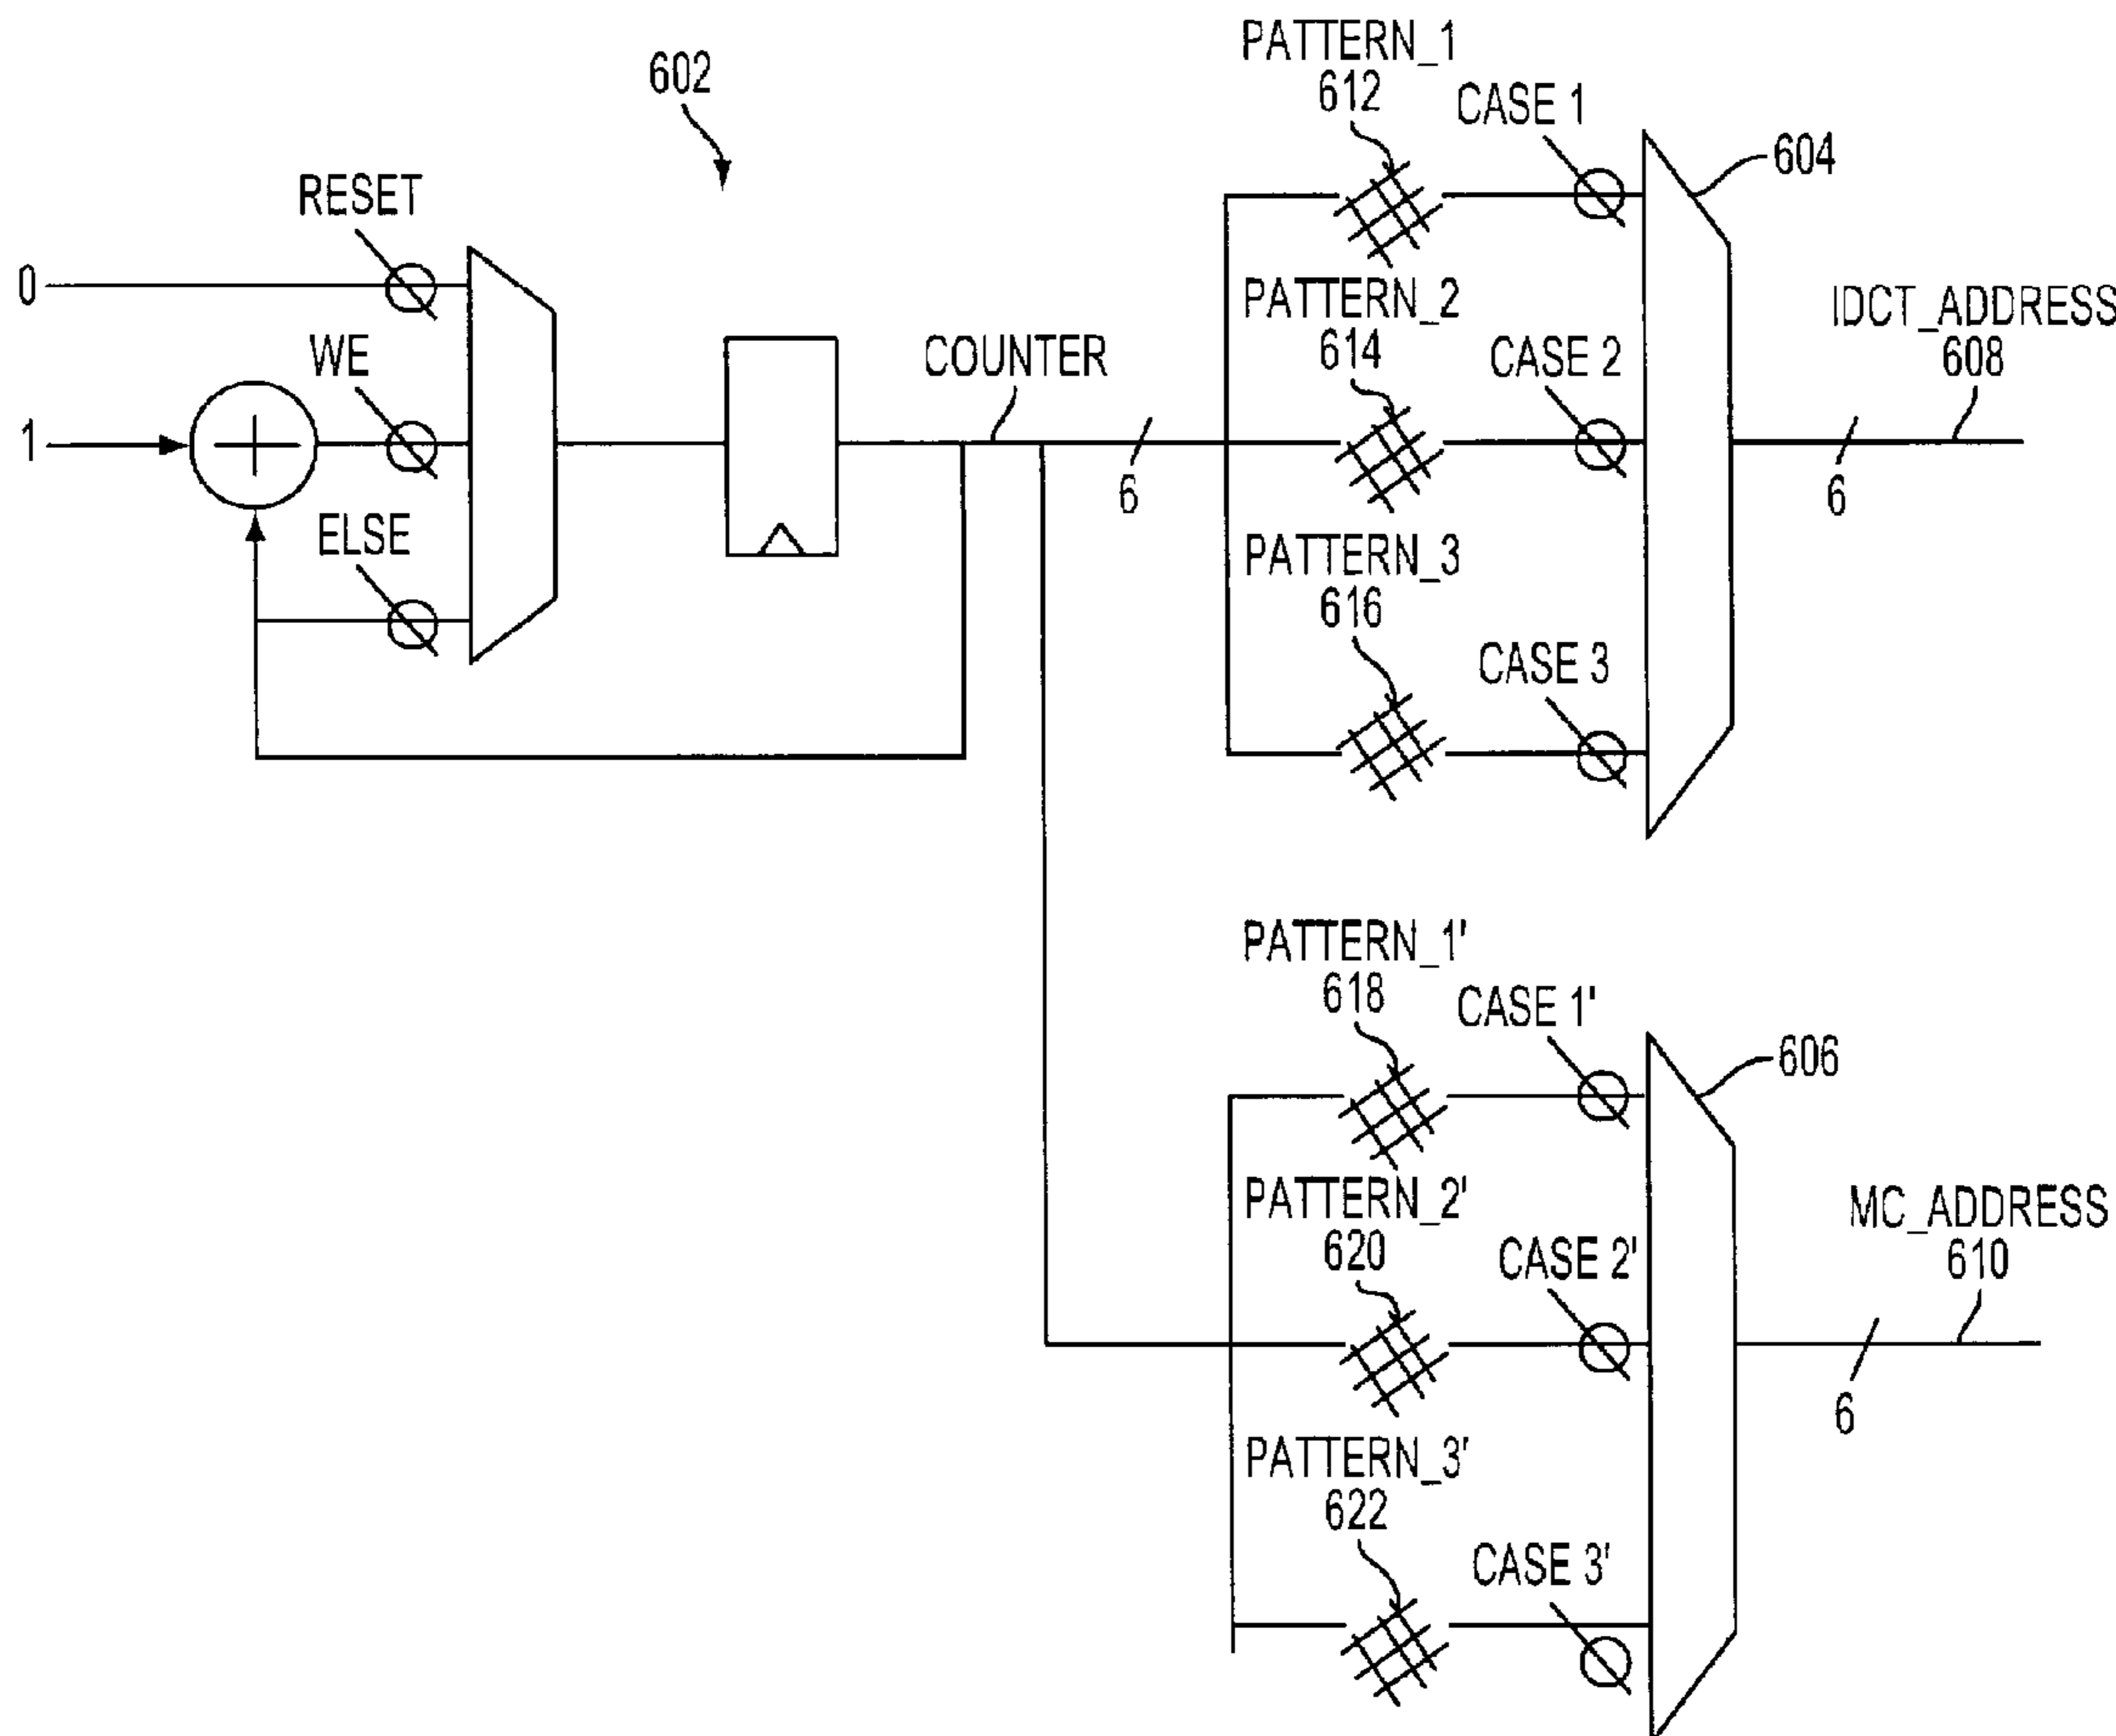 602
RESET
0
WE
1
ELSE
COUNTER
6
PATTERN_1
612
CASE 1
604
PATTERN_2
614
CASE 2
IDCT_ADDRESS
608
6
PATTERN_3
616
CASE 3
PATTERN_1'
618
CASE 1'
606
PATTERN_2'
620
CASE 2'
MC_ADDRESS
610
6
PATTERN_3'
622
CASE 3'